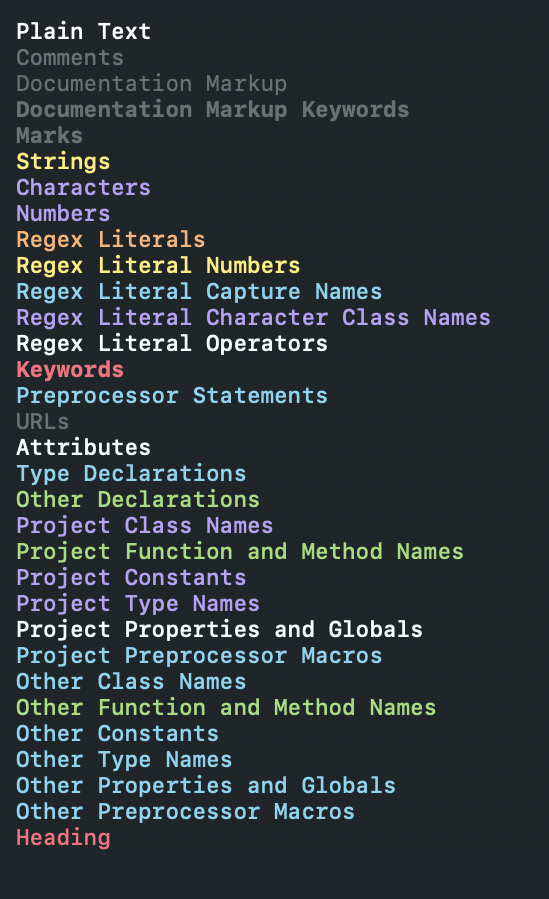 Plain Text
Comments
Documentation Markup
Documentation Markup Keywords
Marks
Strings
Characters
Numbers
Regex Literals
Regex Literal Numbers
Regex Literal Capture Names
Regex Literal Character Class Names
Regex Literal Operators
Keywords
Preprocessor Statements
URLs
Attributes
Type Declarations
Other Declarations
Project Class Names
Project Function and Method Names
Project Constants
Project Type Names
Project Properties and Globals
Project Preprocessor Macros
Other Class Names
Other Function and Method Names
Other Constants
Other Type Names
Other Properties and Globals
Other Preprocessor Macros
Heading